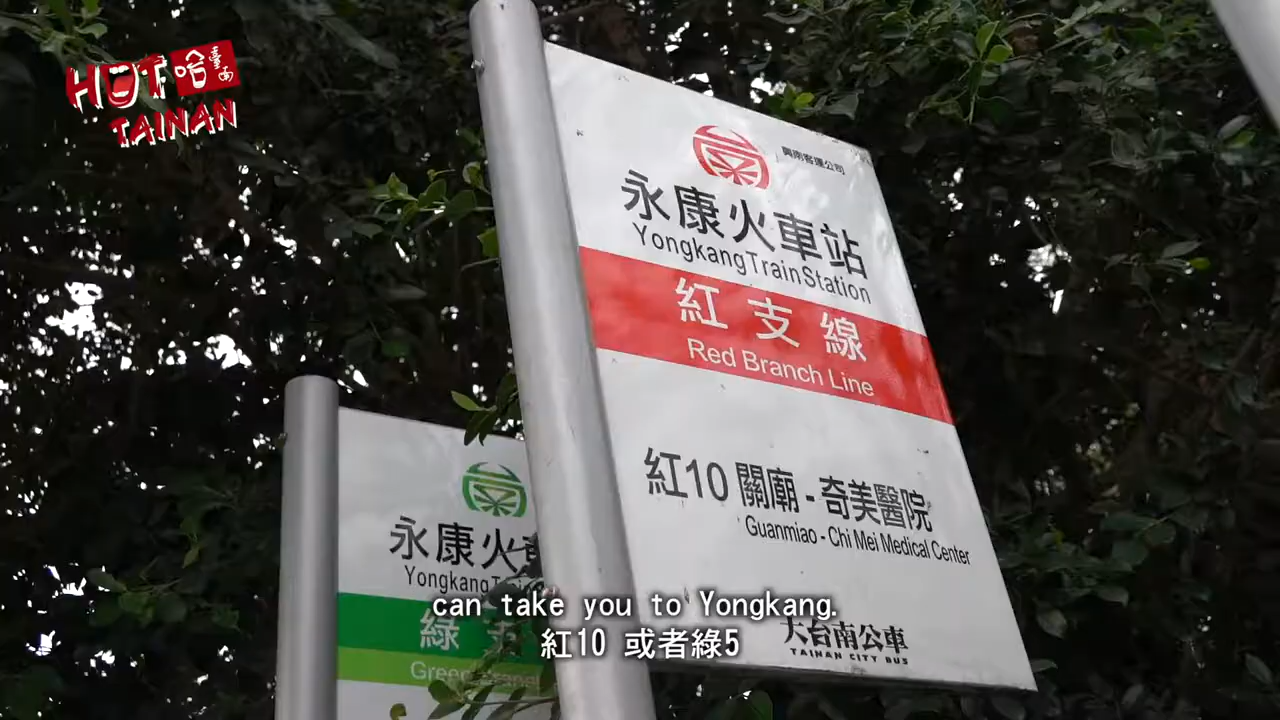 HOT 哈 臺南
TAINAN
興南客運公司
永康火車站
YongkangTrainStation
紅支線
Red Branch Line
紅10 關廟 - 奇美醫院
Guanmiao - Chi Mei Medical Center
大台南公車
TAINAN CITY BUS
永康火
Yongkang
綠
Green
can take you to Yongkang.
紅10 或者綠5